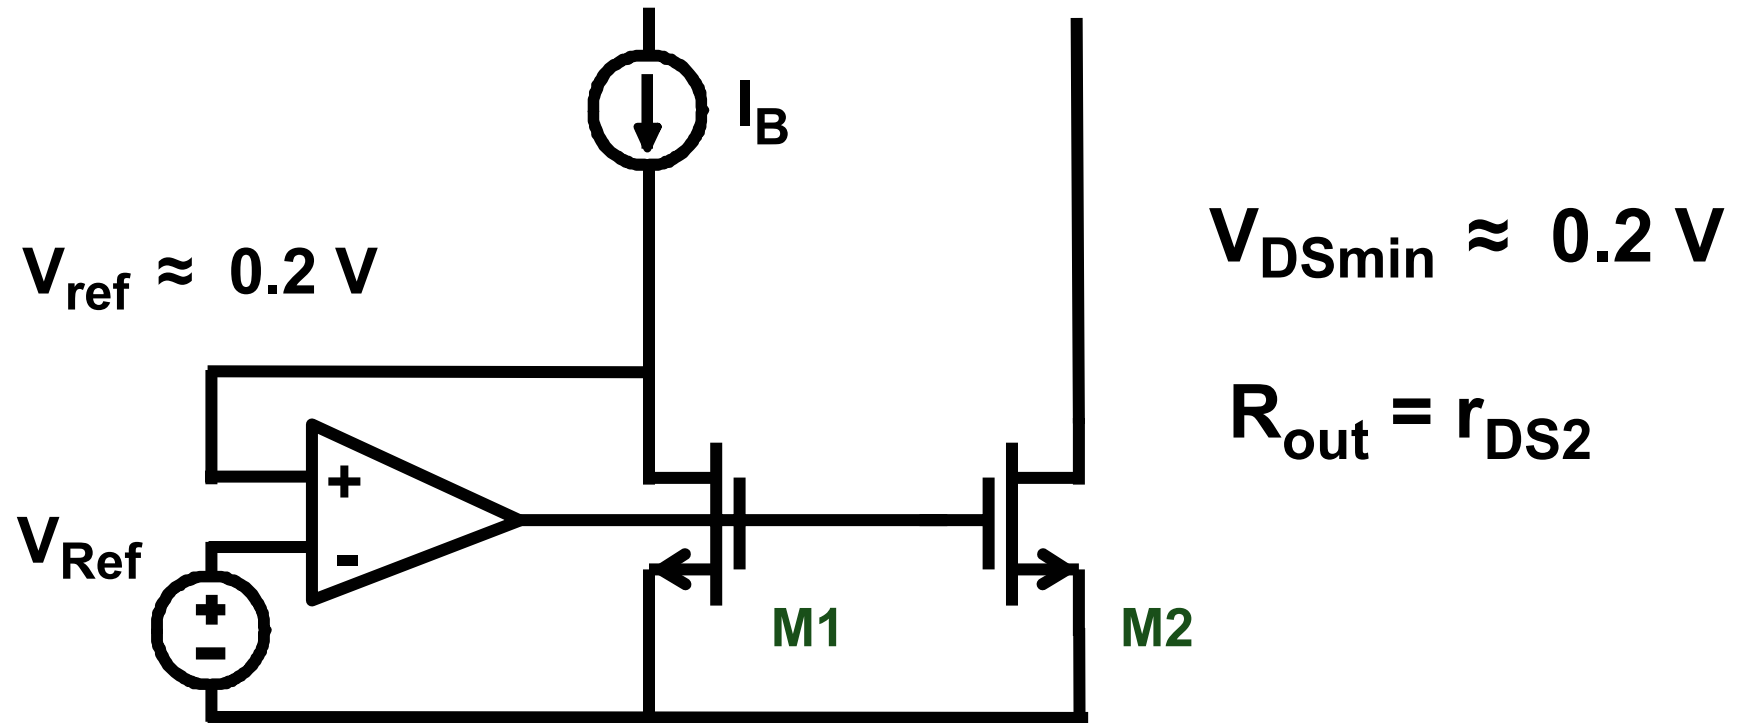 I_B
V_ref ≈ 0.2 V
V_DSmin ≈ 0.2 V
R_out = r_DS2
+
-
V_Ref
+
-
M1
M2